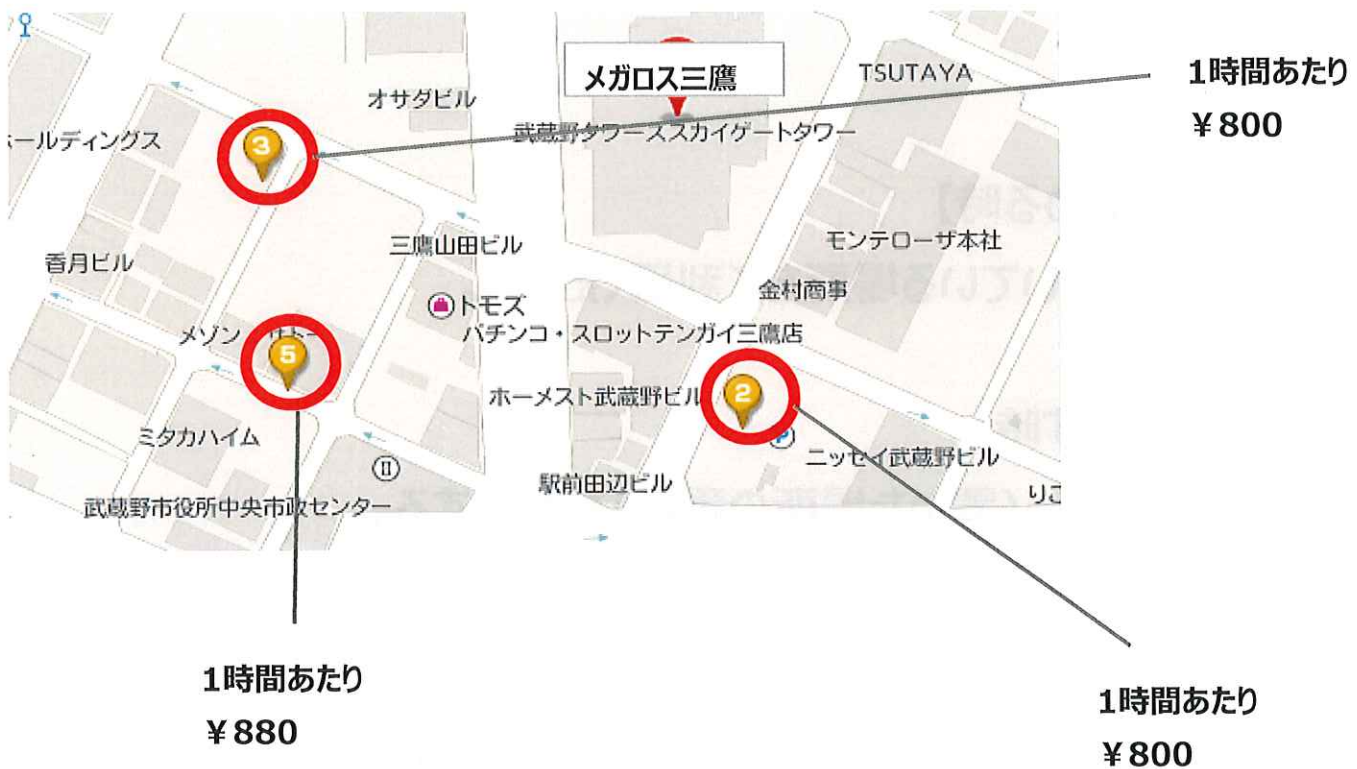 メガロス三鷹
TSUTAYA
1時間あたり
¥800
オサダビル
ホールディングス
3
武蔵野タワーズスカイゲートタワー
三鷹山田ビル
モンテローザ本社
香月ビル
金村商事
トモズ
メゾン
パチンコ・スロットテンガイ三鷹店
5
ホーメスト武蔵野ビル
2
P
ミタカハイム
ニッセイ武蔵野ビル
駅前田辺ビル
りこ
武蔵野市役所中央市政センター
1時間あたり
¥880
1時間あたり
¥800